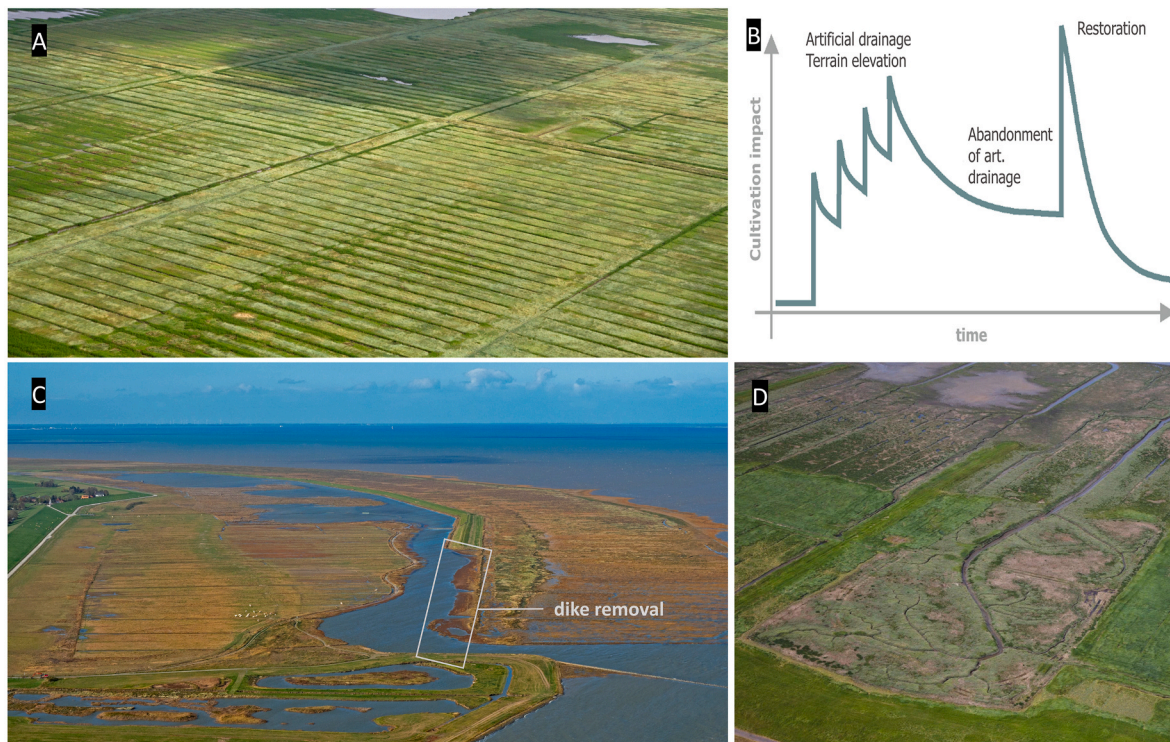 A
B
Artificial drainage
Terrain elevation
Restoration
Abandonment
of art.
drainage
Cultivation impact
time
C
dike removal
D